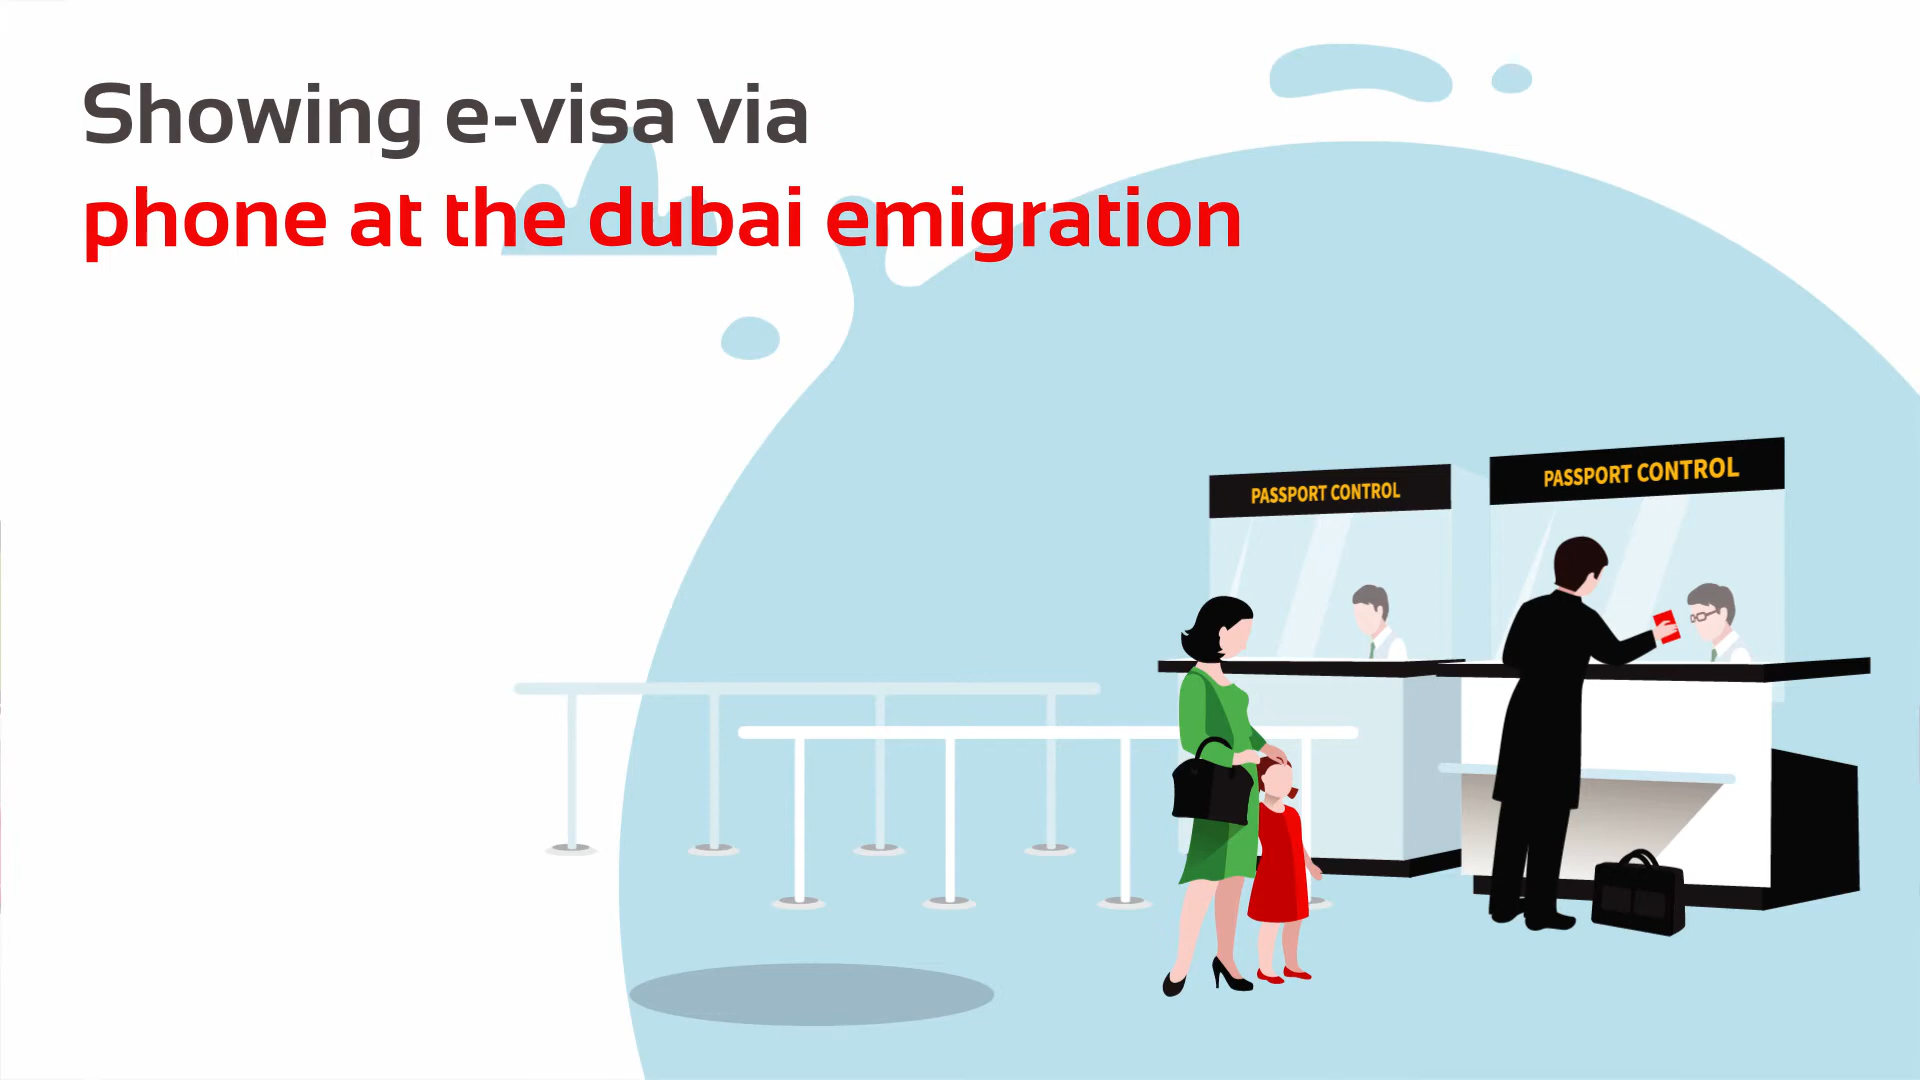 Showing e-visa via
phone at the dubai emigration
PASSPORT CONTROL
PASSPORT CONTROL